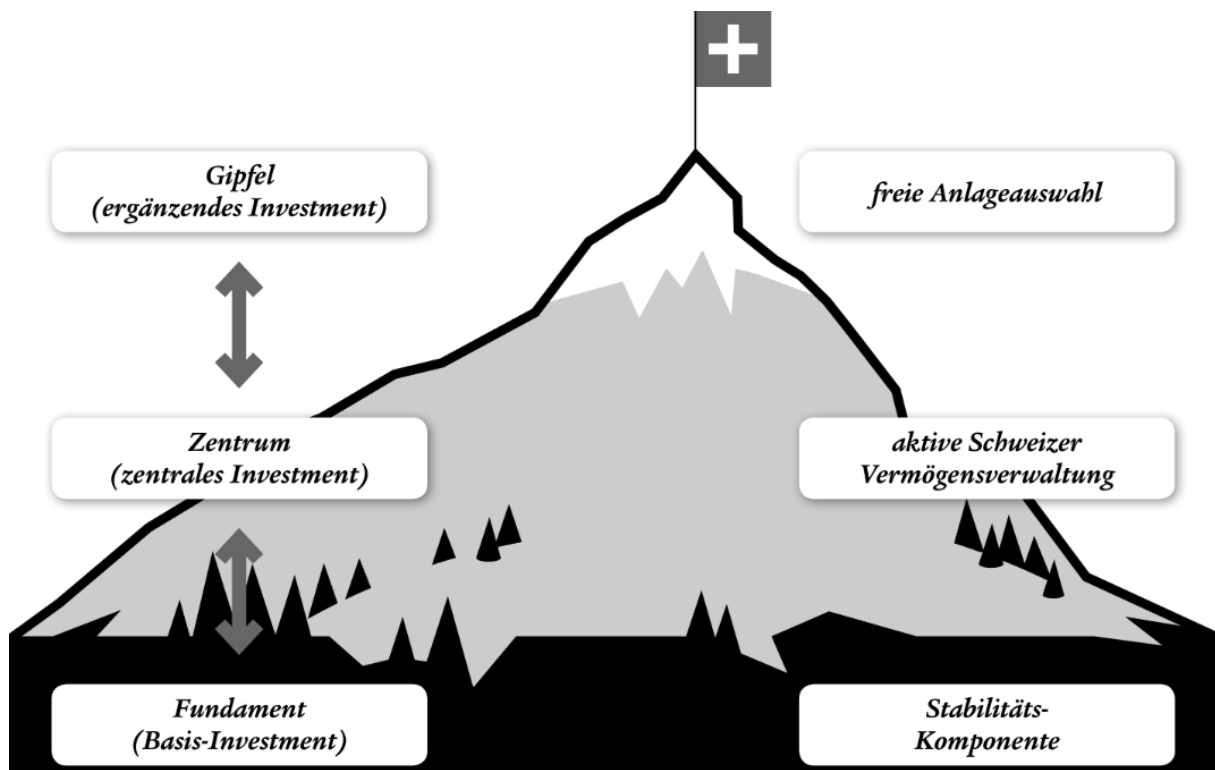 Gipfel
(ergänzendes Investment)
freie Anlageauswahl
Zentrum
(zentrales Investment)
aktive Schweizer
Vermögensverwaltung
Fundament
(Basis-Investment)
Stabilitäts-
Komponente